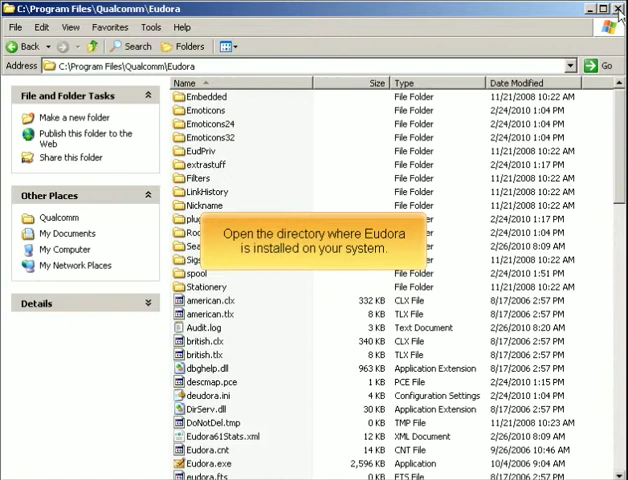 C:\Program Files\Qualcomm\Eudora
File Edit View Favorites Tools Help
Back Search Folders
Address C:\Program Files\Qualcomm\Eudora Go
File and Folder Tasks
Make a new folder
Publish this folder to the
Web
Share this folder
Other Places
Qualcomm
My Documents
My Computer
My Network Places
Details
Name Size Type Date Modified
Embedded File Folder 11/21/2008 10:22 AM
Emoticons File Folder 2/24/2010 1:04 PM
Emoticons24 File Folder 2/24/2010 1:04 PM
Emoticons32 File Folder 2/24/2010 1:04 PM
EudPriv File Folder 11/21/2008 10:22 AM
extrastuff File Folder 2/24/2010 1:17 PM
Filters File Folder 11/21/2008 10:22 AM
LinkHistory File Folder 11/21/2008 10:22 AM
Nickname File Folder 11/21/2008 10:22 AM
plug 2/24/2010 1:17 PM
2/24/2010 1:04 PM
2/26/2010 8:09 AM
11/21/2008 10:22 AM
spool File Folder 2/24/2010 1:51 PM
Stationery File Folder 11/21/2008 10:22 AM
Open the directory where Eudora
is installed on your system.
american.clx 332 KB CLX File 8/17/2006 2:57 PM
american.tlx 8 KB TLX File 8/17/2006 2:57 PM
Audit.log 3 KB Text Document 2/26/2010 8:20 AM
british.clx 340 KB CLX File 8/17/2006 2:57 PM
british.tlx 8 KB TLX File 8/17/2006 2:57 PM
dbghelp.dll 963 KB Application Extension 8/17/2006 2:57 PM
descmap.pce 1 KB PCE File 2/24/2010 1:15 PM
deudora.ini 4 KB Configuration Settings 2/24/2010 1:04 PM
DirServ.dll 30 KB Application Extension 8/17/2006 2:57 PM
DoNotDel.tmp 0 KB TMP File 11/21/2008 10:23 AM
Eudora61Stats.xml 12 KB XML Document 2/26/2010 8:09 AM
Eudora.cnt 14 KB CNT File 9/26/2006 10:46 AM
Eudora.exe 2,596 KB Application 10/4/2006 9:04 AM
eudora.fts FTS File 8/17/2006 2:57 PM